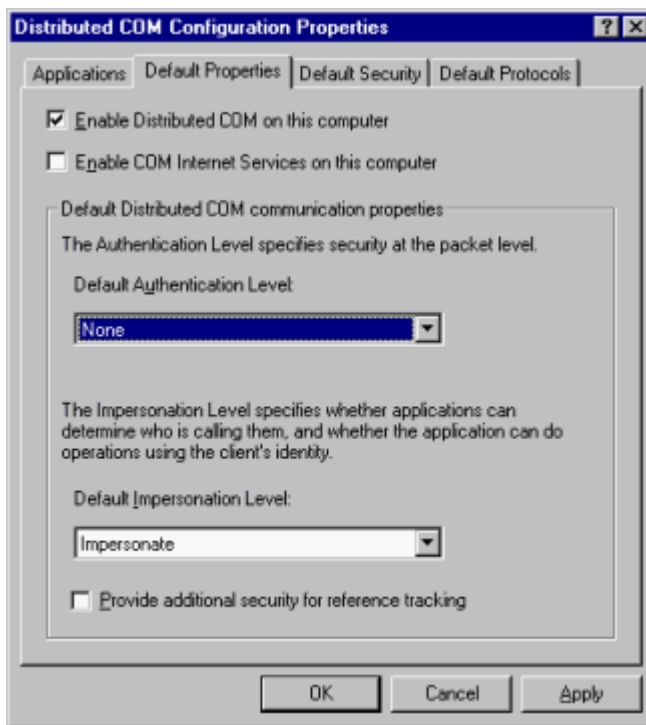 Distributed COM Configuration Properties
Applications Default Properties Default Security Default Protocols
Enable Distributed COM on this computer
Enable COM Internet Services on this computer
Default Distributed COM communication properties
The Authentication Level specifies security at the packet level.
Default Authentication Level:
None
The Impersonation Level specifies whether applications can
determine who is calling them, and whether the application can do
operations using the client's identity.
Default Impersonation Level:
Impersonate
Provide additional security for reference tracking
OK Cancel Apply